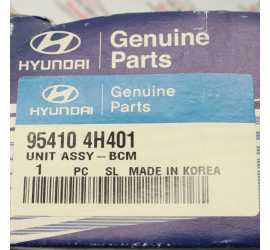 Genuine
Parts
HYUNDAI
Genuine
Parts
HYUNDAI
95410 4H401
UNIT ASSY-BCM
1 PC SL MADE IN KOREA